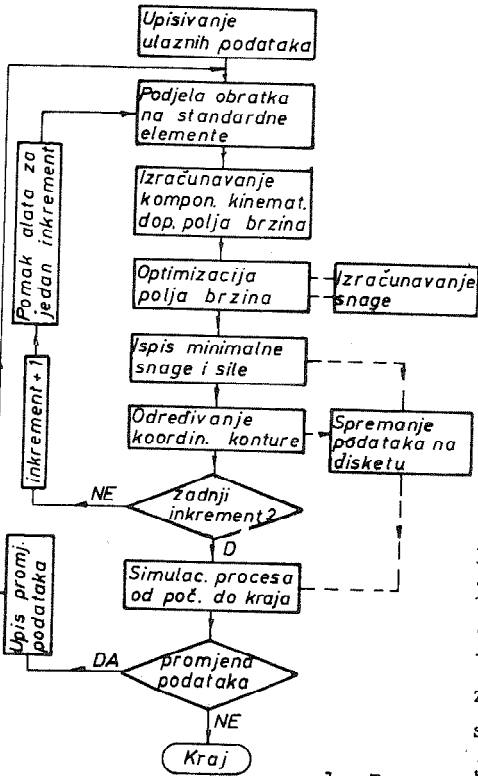 Upisivanje
ulaznih podataka
Podjela obratka
na standardne
elemente
Izračunavanje
kompon. kinemat.
dop. polja brzina
Optimizacija
polja brzina
Izračunavanje
snage
Ispis minimalne
snage i sile
Određivanje
koordin. konture
Spremanje
podataka na
disketu
zadnji
inkrement?
NE
D
inkrement + 1
Pomak alata za
jedan inkrement
Simulac. procesa
od poč. do kraja
promjena
podataka
DA
Upis promj.
podataka
NE
Kraj